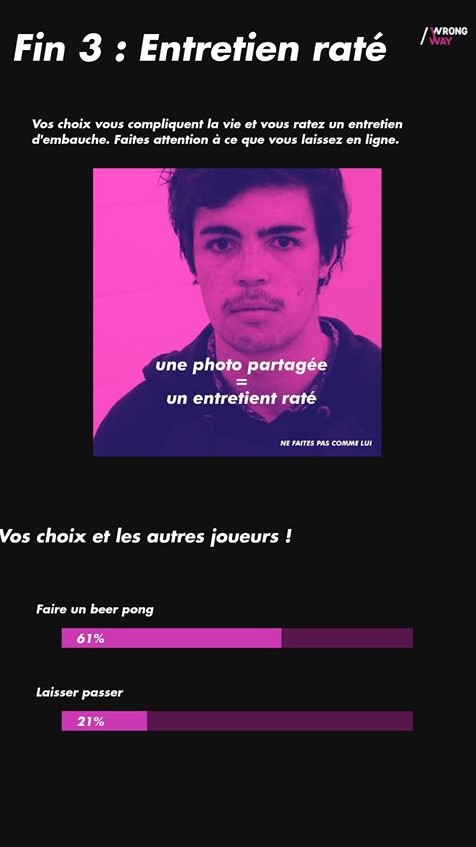 Fin 3 : Entretien raté
/WRONG
WAY
Vos choix vous compliquent la vie et vous ratez un entretien
d'embauche. Faites attention à ce que vous laissez en ligne.
une photo partagée
=
un entretient raté
NE FAITES PAS COMME LUI
Vos choix et les autres joueurs !
Faire un beer pong
61%
Laisser passer
21%